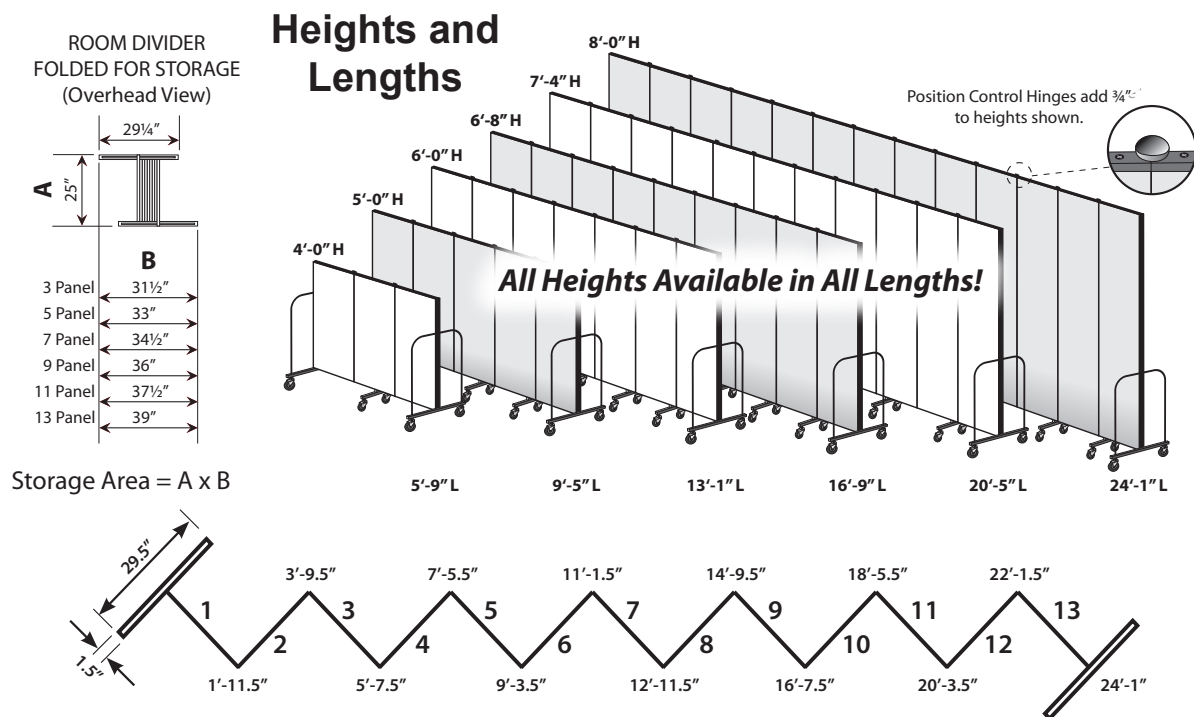 Heights and
Lengths
ROOM DIVIDER
FOLDED FOR STORAGE
(Overhead View)
29¼”
A
25”
B
3 Panel 31½”
5 Panel 33”
7 Panel 34½”
9 Panel 36”
11 Panel 37½”
13 Panel 39”
Storage Area = A x B
8‘-0” H
7‘-4” H
6‘-8” H
6‘-0” H
5‘-0” H
4‘-0” H
Position Control Hinges add ¾”
to heights shown.
All Heights Available in All Lengths!
5‘-9” L 9‘-5” L 13‘-1” L 16‘-9” L 20‘-5” L 24‘-1” L
29.5”
1.5”
3’-9.5” 7’-5.5” 11’-1.5” 14’-9.5” 18’-5.5” 22’-1.5”
1 3 5 7 9 11 13
2 4 6 8 10 12
1’-11.5” 5’-7.5” 9’-3.5” 12’-11.5” 16’-7.5” 20’-3.5” 24’-1”